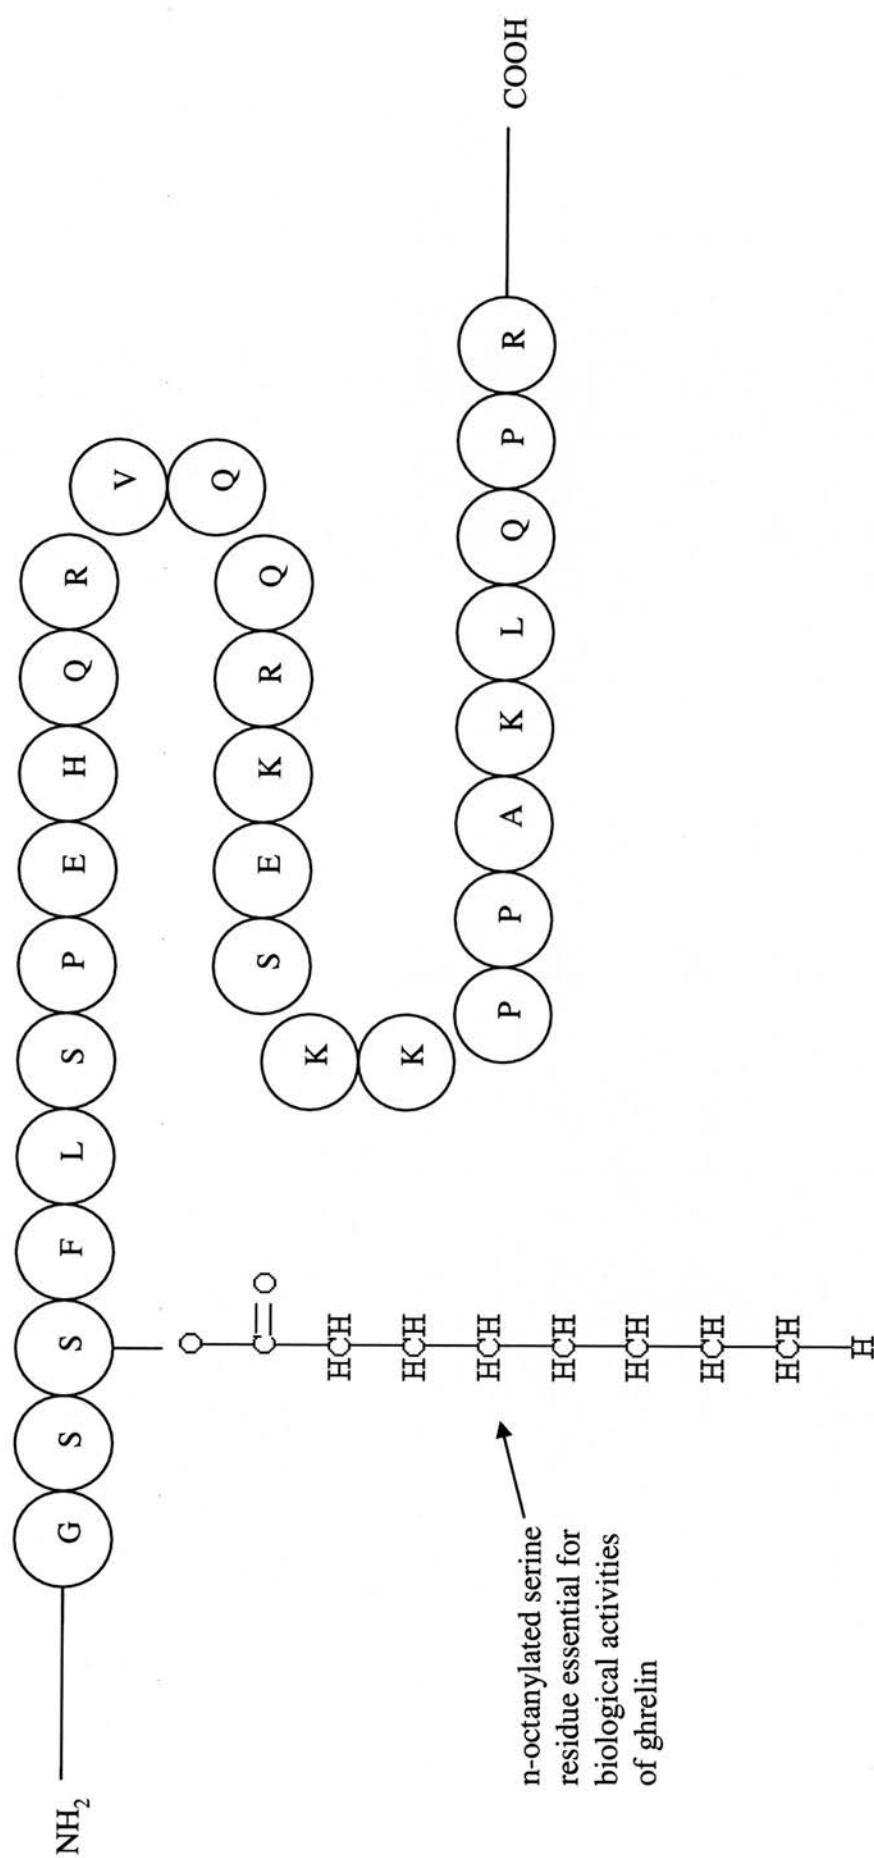 NH₂
G S S F L S P E H Q R
V
Q
Q R K E S
K
K
P P A K L Q P R
COOH
O
C=O
HCH
HCH
HCH
HCH
HCH
HCH
HCH
H
n-octanylated serine
residue essential for
biological activities
of ghrelin